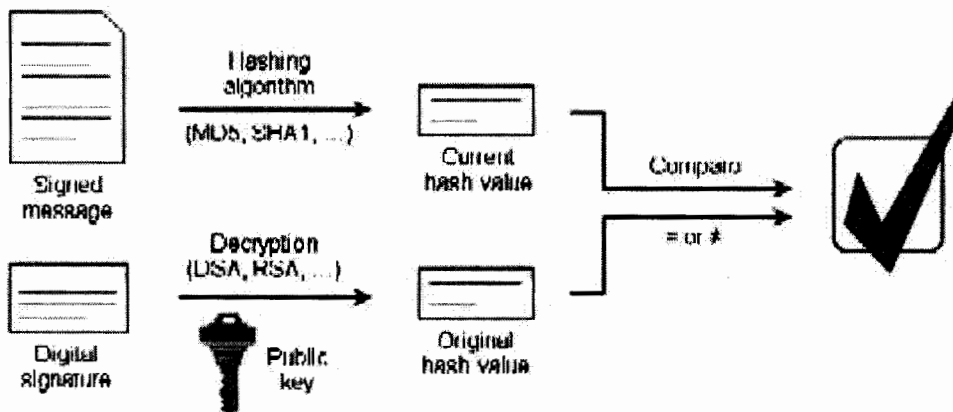 Hashing
algorithm
(MD5, SHA1, ...)
Signed
message
Current
hash value
Compare
= or ≠
Decryption
(DSA, RSA, ...)
Digital
signature
Public
key
Original
hash value